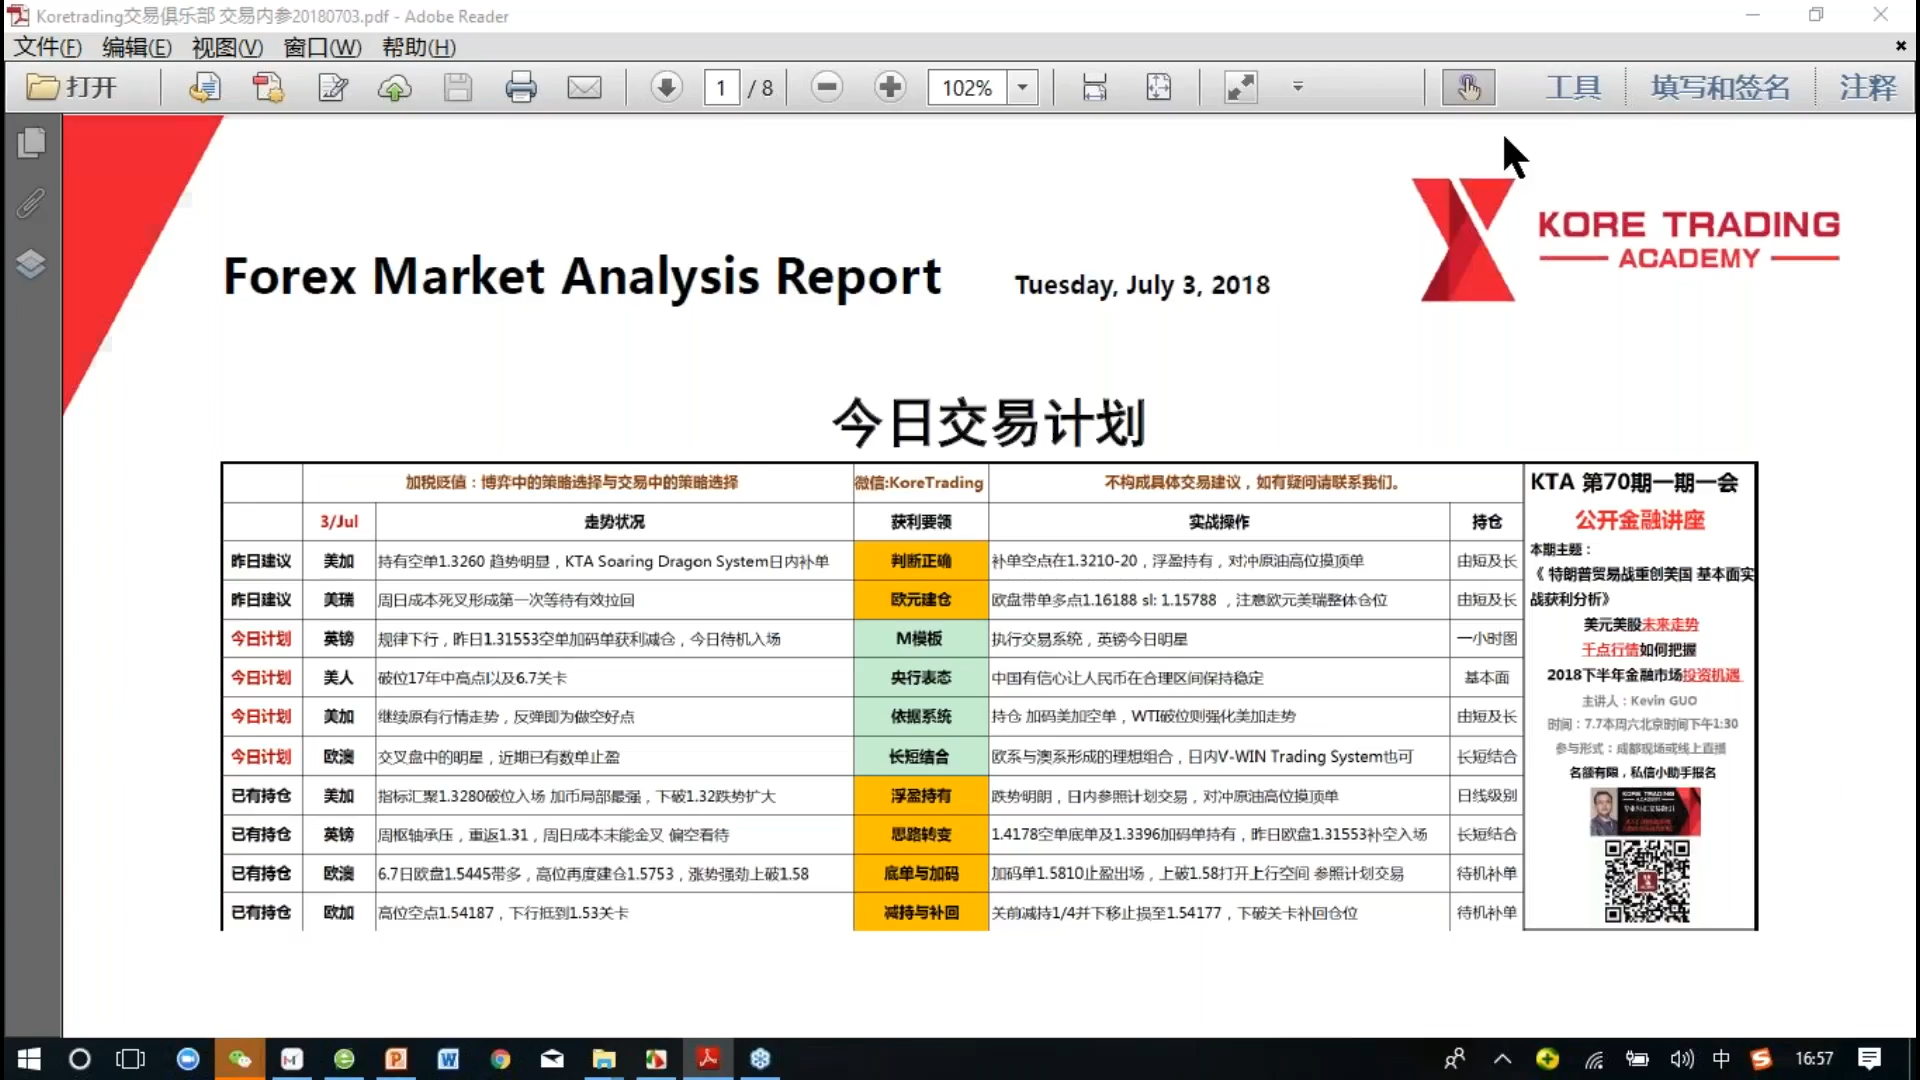 Koretrading交易俱乐部 交易内参20180703.pdf - Adobe Reader
文件(F) 编辑(E) 视图(V) 窗口(W) 帮助(H)
打开 1 / 8 102% 工具 填写和签名 注释
KORE TRADING
ACADEMY
Forex Market Analysis Report Tuesday, July 3, 2018
今日交易计划
加税贬值：博弈中的策略选择与交易中的策略选择 微信:KoreTrading 不构成具体交易建议，如有疑问请联系我们。
3/Jul 走势状况 获利要领 实战操作 持仓
昨日建议 美加 持有空单1.3260 趋势明显，KTA Soaring Dragon System日内补单 判断正确 补单空点在1.3210-20，浮盈持有，对冲原油高位摸顶单 由短及长
昨日建议 美瑞 周日成本死叉形成第一次等待有效拉回 欧元建仓 欧盘带单多点1.16188 sl: 1.15788 ，注意欧元美瑞整体仓位 由短及长
今日计划 英镑 规律下行，昨日1.31553空单加码单获利减仓，今日待机入场 M模板 执行交易系统，英镑今日明星 一小时图
今日计划 美人 破位17年中高点以及6.7关卡 央行表态 中国有信心让人民币在合理区间保持稳定 基本面
今日计划 美加 继续原有行情走势，反弹即为做空好点 依据系统 持仓 加码美加空单，WTI破位则强化美加走势 由短及长
今日计划 欧澳 交叉盘中的明星，近期已有数单止盈 长短结合 欧系与澳系形成的理想组合，日内V-WIN Trading System也可 长短结合
已有持仓 美加 指标汇聚1.3280破位入场 加币局部最强，下破1.32跌势扩大 浮盈持有 跌势明朗，日内参照计划交易，对冲原油高位摸顶单 日线级别
已有持仓 英镑 周枢轴承压，重返1.31，周日成本未能金叉 偏空看待 思路转变 1.4178空单底单及1.3396加码单持有，昨日欧盘1.31553补空入场 长短结合
已有持仓 欧澳 6.7日欧盘1.5445带多，高位再度建仓1.5753，涨势强劲上破1.58 底单与加码 加码单1.5810止盈出场，上破1.58打开上行空间 参照计划交易 待机补单
已有持仓 欧加 高位空点1.54187，下行抵到1.53关卡 减持与补回 关前减持1/4并下移止损至1.54177，下破关卡补回仓位 待机补单
KTA 第70期一期一会
公开金融讲座
本期主题：
《 特朗普贸易战重创美国 基本面实
战获利分析》
美元美股未来走势
千点行情如何把握
2018下半年金融市场投资机遇
主讲人：Kevin GUO
时间：7.7本周六北京时间下午1:30
参与形式：成都现场或线上直播
名额有限，私信小助手报名
中 16:57